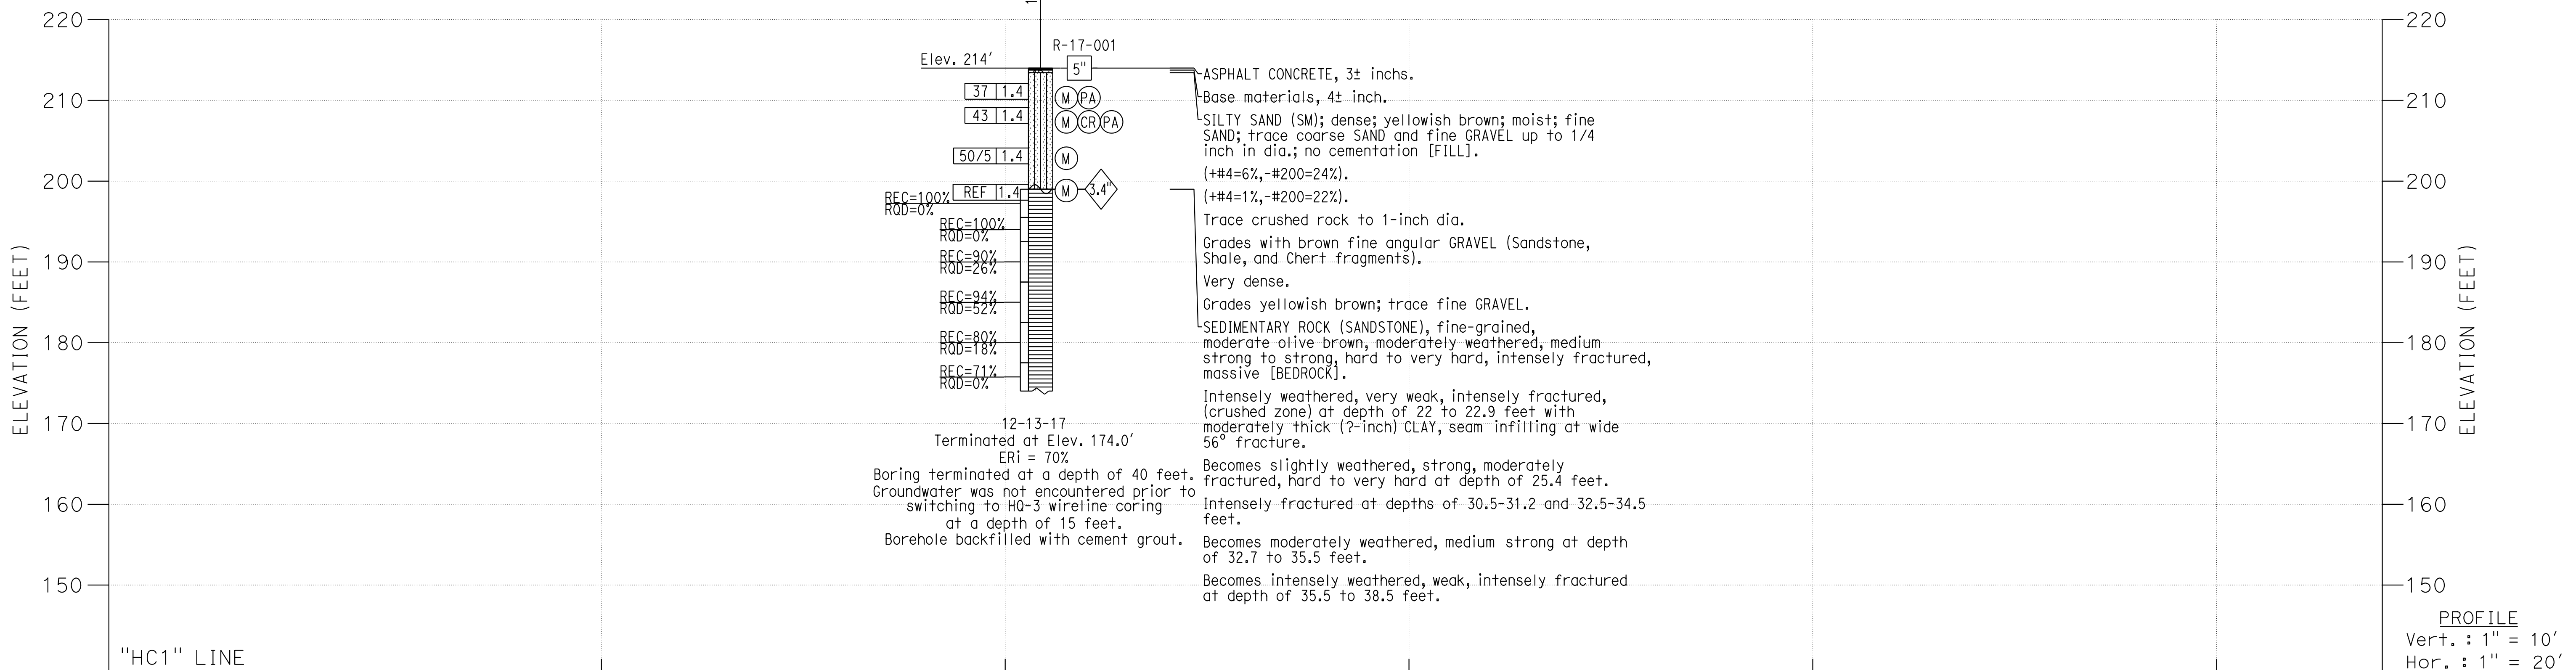 220
210
200
190
180
170
160
150
ELEVATION (FEET)
"HC1" LINE
R-17-001
Elev. 214'
5"
37 1.4
M PA
43 1.4
M CR PA
50/5 1.4
M
REF 1.4
M 3.4"
REC=100%
RQD=0%
REC=100%
RQD=0%
REC=90%
RQD=26%
REC=94%
RQD=52%
REC=80%
RQD=18%
REC=71%
RQD=0%
12-13-17
Terminated at Elev. 174.0'
ERi = 70%
Boring terminated at a depth of 40 feet.
Groundwater was not encountered prior to
switching to HQ-3 wireline coring
at a depth of 15 feet.
Borehole backfilled with cement grout.
ASPHALT CONCRETE, 3± inchs.
Base materials, 4± inch.
SILTY SAND (SM); dense; yellowish brown; moist; fine
SAND; trace coarse SAND and fine GRAVEL up to 1/4
inch in dia.; no cementation [FILL].
(+#4=6%,-#200=24%).
(+#4=1%,-#200=22%).
Trace crushed rock to 1-inch dia.
Grades with brown fine angular GRAVEL (Sandstone,
Shale, and Chert fragments).
Very dense.
Grades yellowish brown; trace fine GRAVEL.
SEDIMENTARY ROCK (SANDSTONE), fine-grained,
moderate olive brown, moderately weathered, medium
strong to strong, hard to very hard, intensely fractured,
massive [BEDROCK].
Intensely weathered, very weak, intensely fractured,
(crushed zone) at depth of 22 to 22.9 feet with
moderately thick (?-inch) CLAY, seam infilling at wide
56° fracture.
Becomes slightly weathered, strong, moderately
fractured, hard to very hard at depth of 25.4 feet.
Intensely fractured at depths of 30.5-31.2 and 32.5-34.5
feet.
Becomes moderately weathered, medium strong at depth
of 32.7 to 35.5 feet.
Becomes intensely weathered, weak, intensely fractured
at depth of 35.5 to 38.5 feet.
220
210
200
190
180
170
160
150
ELEVATION (FEET)
PROFILE
Vert. : 1" = 10'
Hor. : 1" = 20'